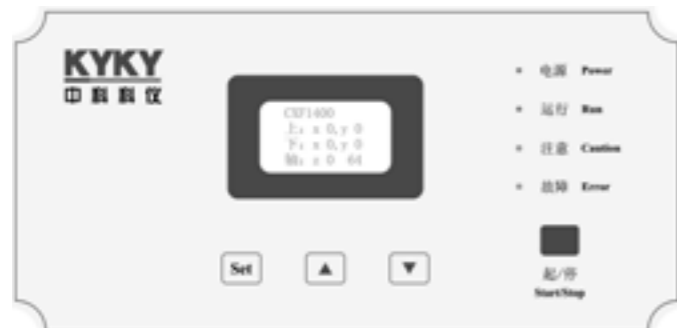 KYKY
中科科仪
CXF1400
上: x 0, y 0
下: x 0, y 0
轴: z 0 64
电源 Power
运行 Run
注意 Caution
故障 Error
Set ▲ ▼
起/停
Start/Stop